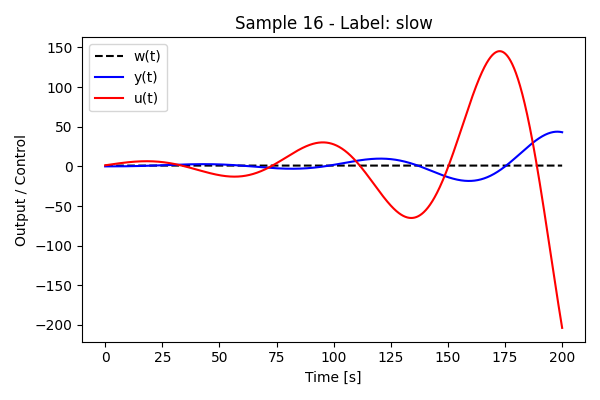 Sample 16 - Label: slow
w(t)
y(t)
u(t)
Output / Control
150
100
50
0
−50
−100
−150
−200
0 25 50 75 100 125 150 175 200
Time [s]